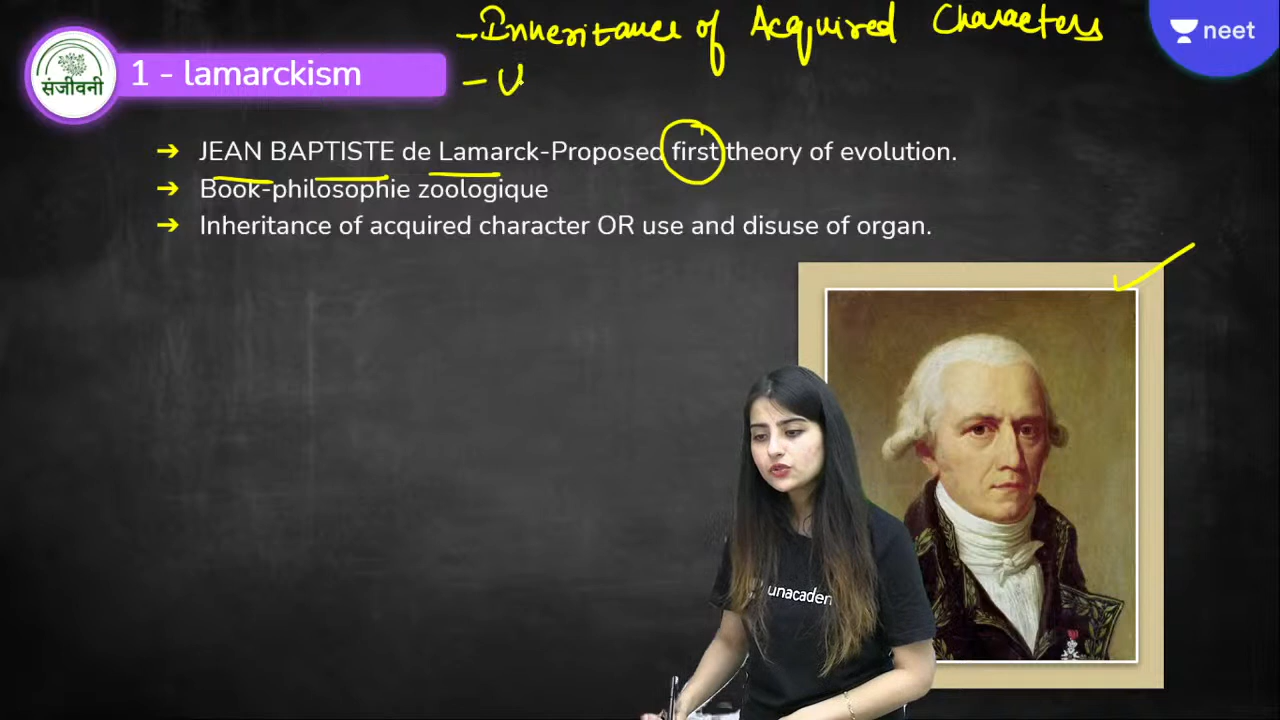 -Inheritance of Acquired Characters
neet
संजीवनी
1 - lamarckism
- U
➔ JEAN BAPTISTE de Lamarck-Proposed first theory of evolution.
➔ Book-philosophie zoologique
➔ Inheritance of acquired character OR use and disuse of organ.
unacadem